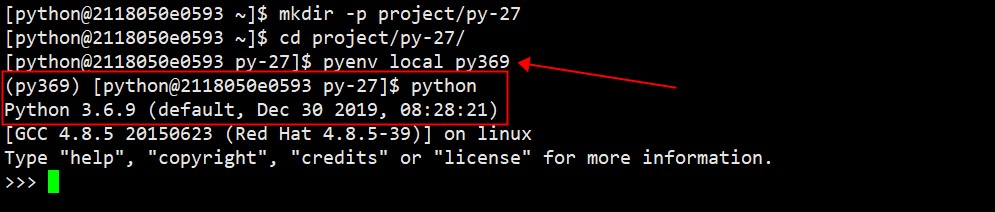 [python@2118050e0593 ~]$ mkdir -p project/py-27
[python@2118050e0593 ~]$ cd project/py-27/
[python@2118050e0593 py-27]$ pyenv local py369
(py369) [python@2118050e0593 py-27]$ python
Python 3.6.9 (default, Dec 30 2019, 08:28:21)
[GCC 4.8.5 20150623 (Red Hat 4.8.5-39)] on linux
Type "help", "copyright", "credits" or "license" for more information.
>>>